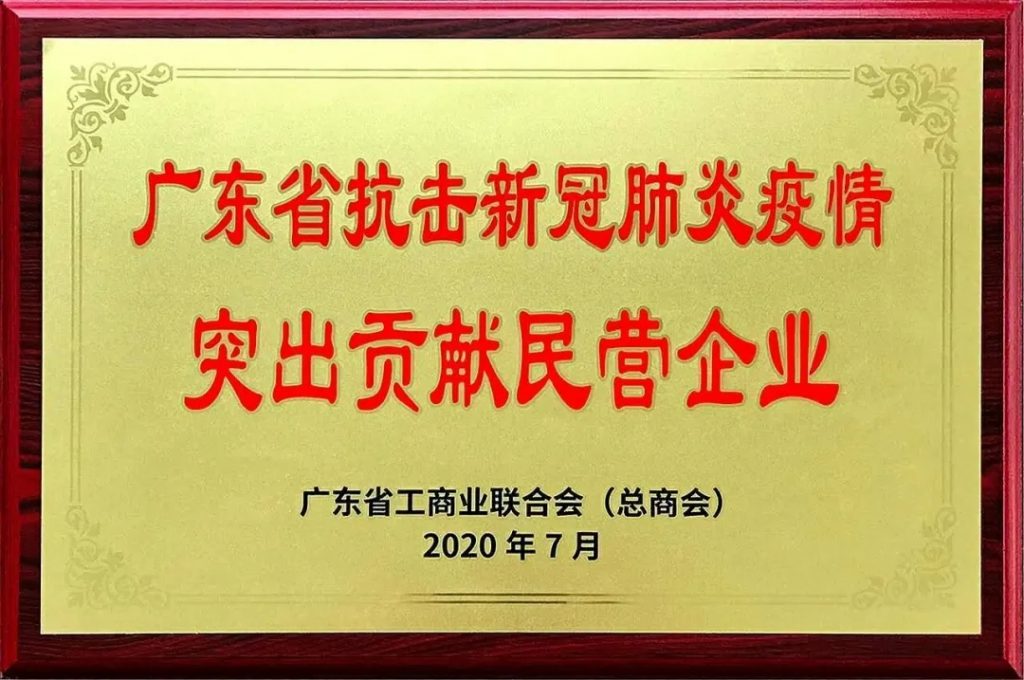 广东省抗击新冠肺炎疫情
突出贡献民营企业
广东省工商业联合会（总商会）
2020 年 7 月